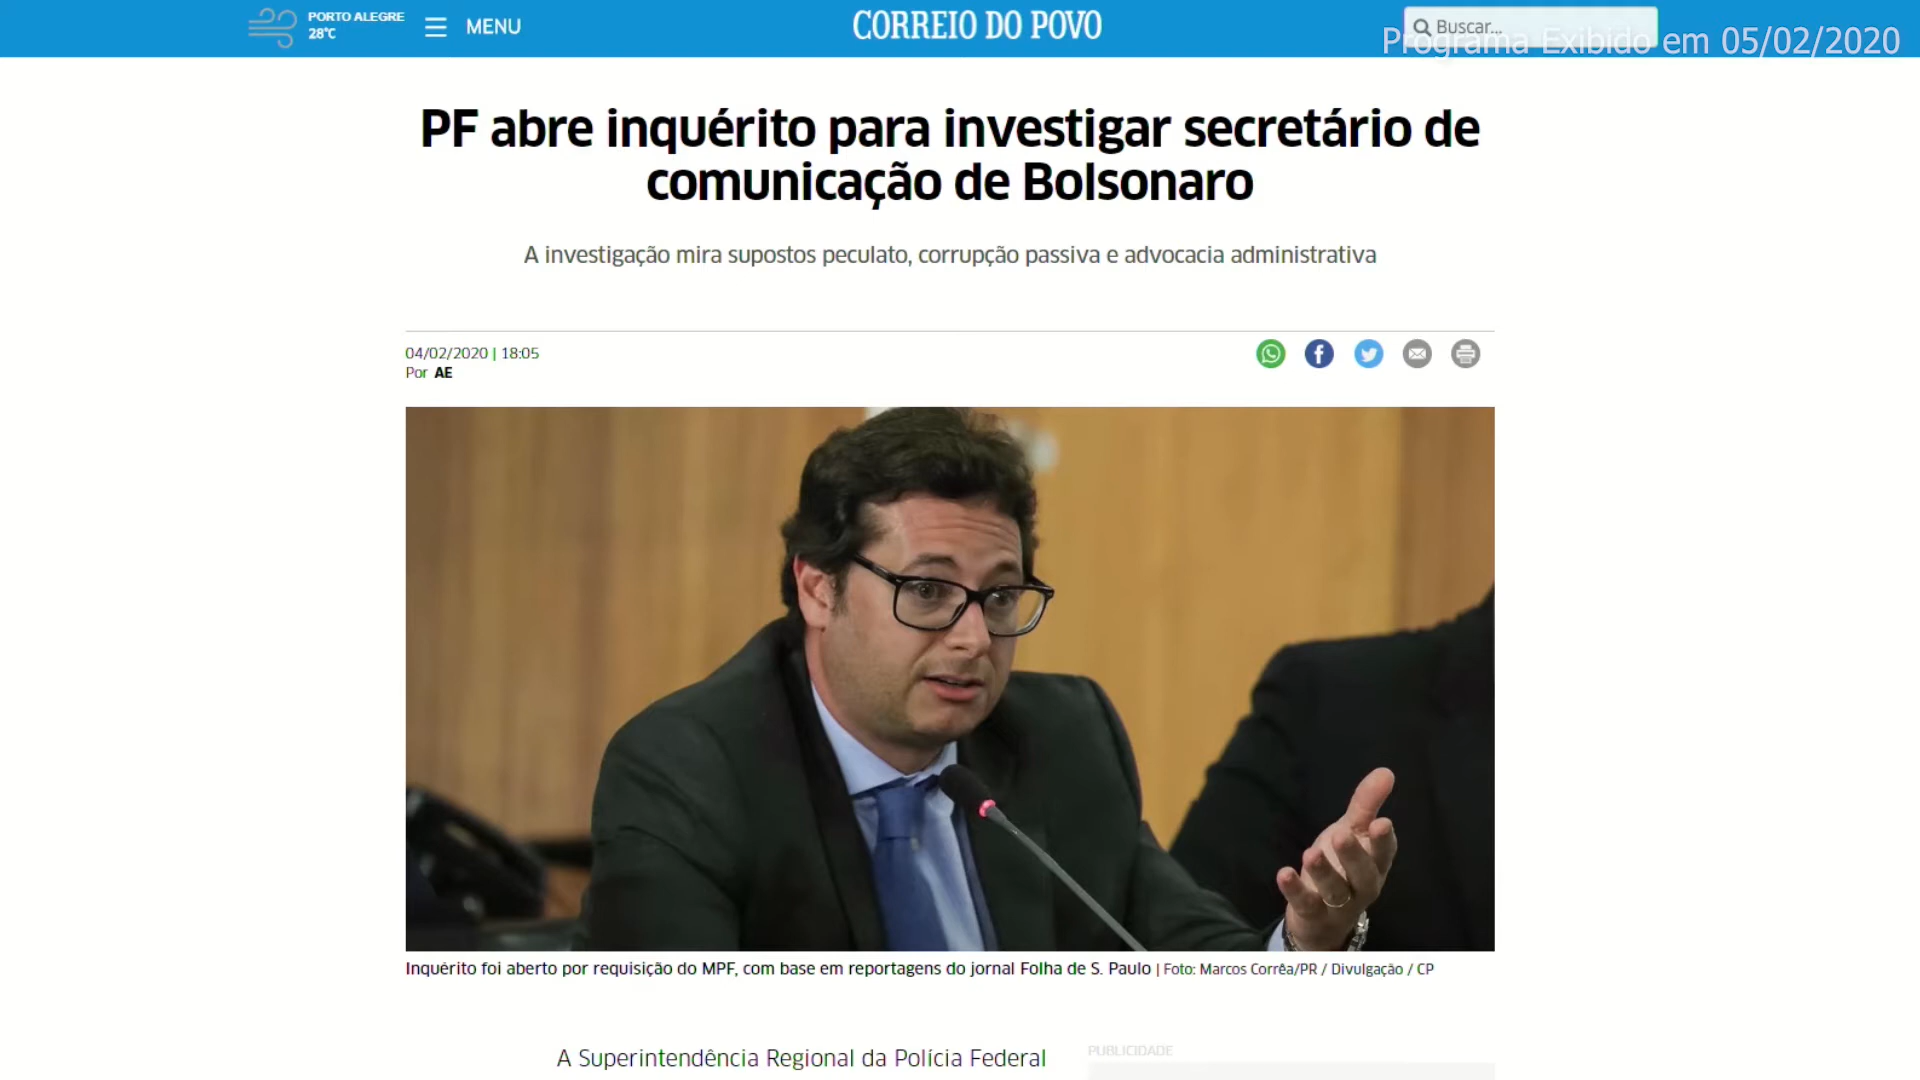 PORTO ALEGRE
28°C
MENU
CORREIO DO POVO
Buscar...
Programa Exibido em 05/02/2020
PF abre inquérito para investigar secretário de
comunicação de Bolsonaro
A investigação mira supostos peculato, corrupção passiva e advocacia administrativa
04/02/2020 | 18:05
Por AE
Inquérito foi aberto por requisição do MPF, com base em reportagens do jornal Folha de S. Paulo | Foto: Marcos Corrêa/PR / Divulgação / CP
A Superintendência Regional da Polícia Federal
PUBLICIDADE